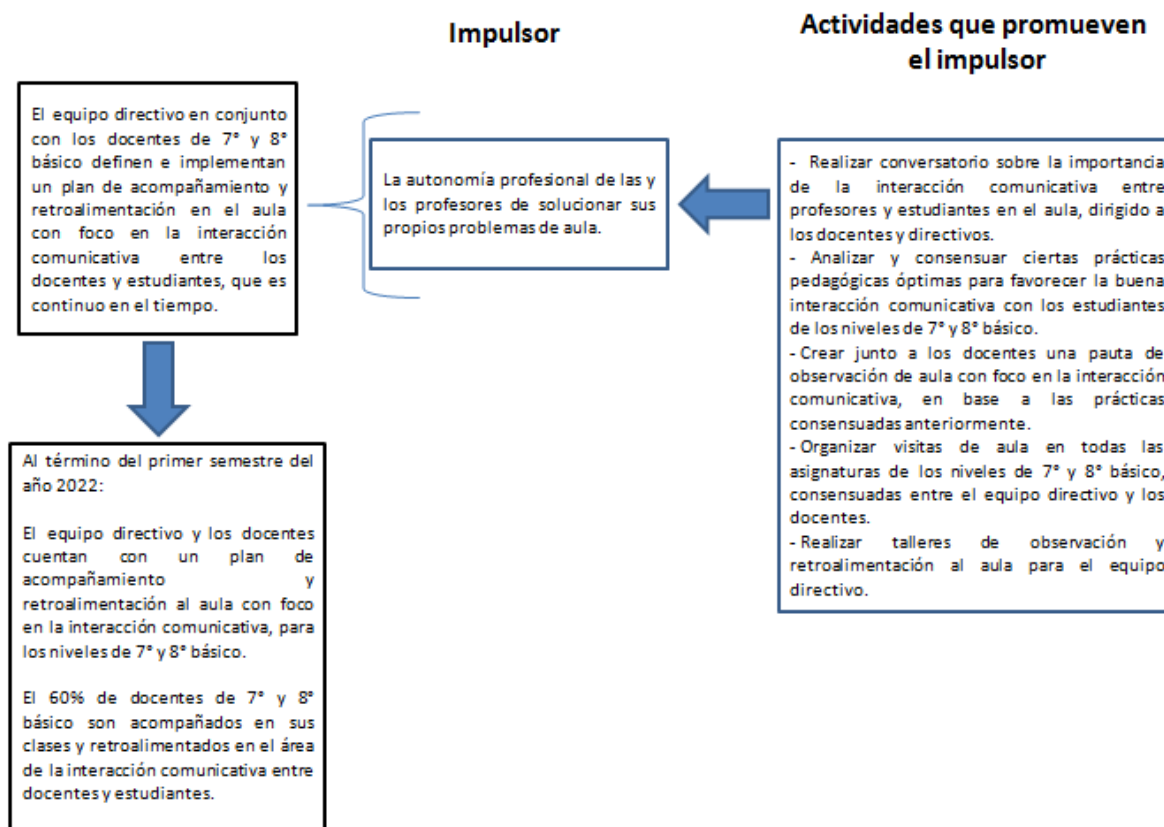 Impulsor
Actividades que promueven
el impulsor
El equipo directivo en conjunto
con los docentes de 7° y 8°
básico definen e implementan
un plan de acompañamiento y
retroalimentación en el aula
con foco en la interacción
comunicativa entre los
docentes y estudiantes, que es
continuo en el tiempo.
La autonomía profesional de las y
los profesores de solucionar sus
propios problemas de aula.
- Realizar conversatorio sobre la importancia
de la interacción comunicativa entre
profesores y estudiantes en el aula, dirigido a
los docentes y directivos.
- Analizar y consensuar ciertas prácticas
pedagógicas óptimas para favorecer la buena
interacción comunicativa con los estudiantes
de los niveles de 7° y 8° básico.
- Crear junto a los docentes una pauta de
observación de aula con foco en la interacción
comunicativa, en base a las prácticas
consensuadas anteriormente.
- Organizar visitas de aula en todas las
asignaturas de los niveles de 7° y 8° básico,
consensuadas entre el equipo directivo y los
docentes.
- Realizar talleres de observación y
retroalimentación al aula para el equipo
directivo.
Al término del primer semestre del
año 2022:
El equipo directivo y los docentes
cuentan con un plan de
acompañamiento y
retroalimentación al aula con foco
en la interacción comunicativa, para
los niveles de 7° y 8° básico.
El 60% de docentes de 7° y 8°
básico son acompañados en sus
clases y retroalimentados en el área
de la interacción comunicativa entre
docentes y estudiantes.